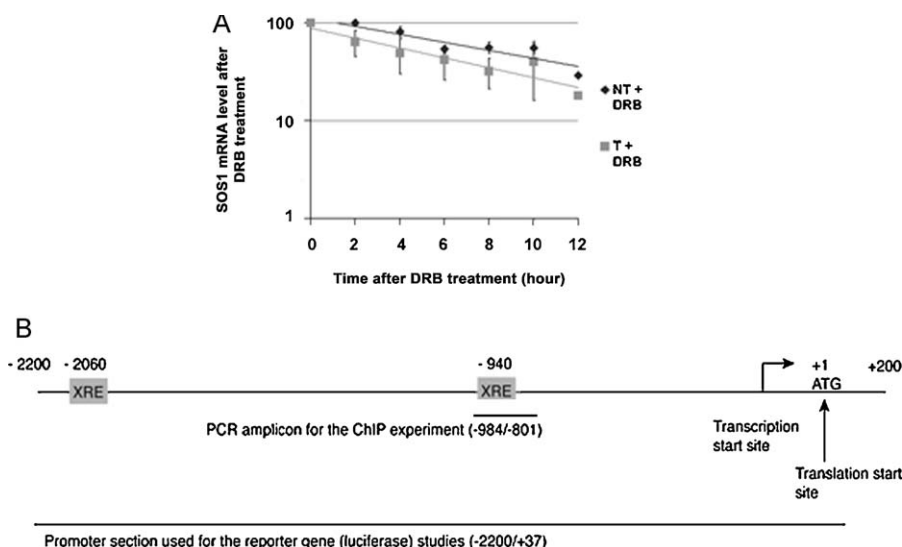 A
100
10
1
SOS1 mRNA level after
DRB treatment
0 2 4 6 8 10 12
Time after DRB treatment (hour)
NT +
DRB
T +
DRB
B
- 2200 - 2060 - 940 +1 +200
XRE XRE ATG
PCR amplicon for the ChIP experiment (-984/-801)
Transcription
start site
Translation start
site
Promoter section used for the reporter gene (luciferase) studies (-2200/+37)